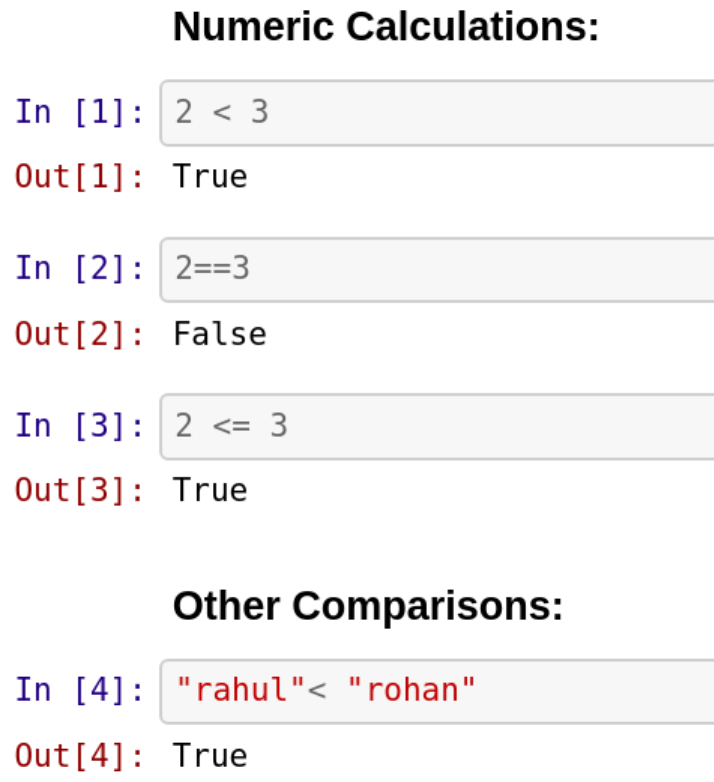 Numeric Calculations:
In [1]: 2 < 3
Out[1]: True
In [2]: 2==3
Out[2]: False
In [3]: 2 <= 3
Out[3]: True
Other Comparisons:
In [4]: "rahul"< "rohan"
Out[4]: True